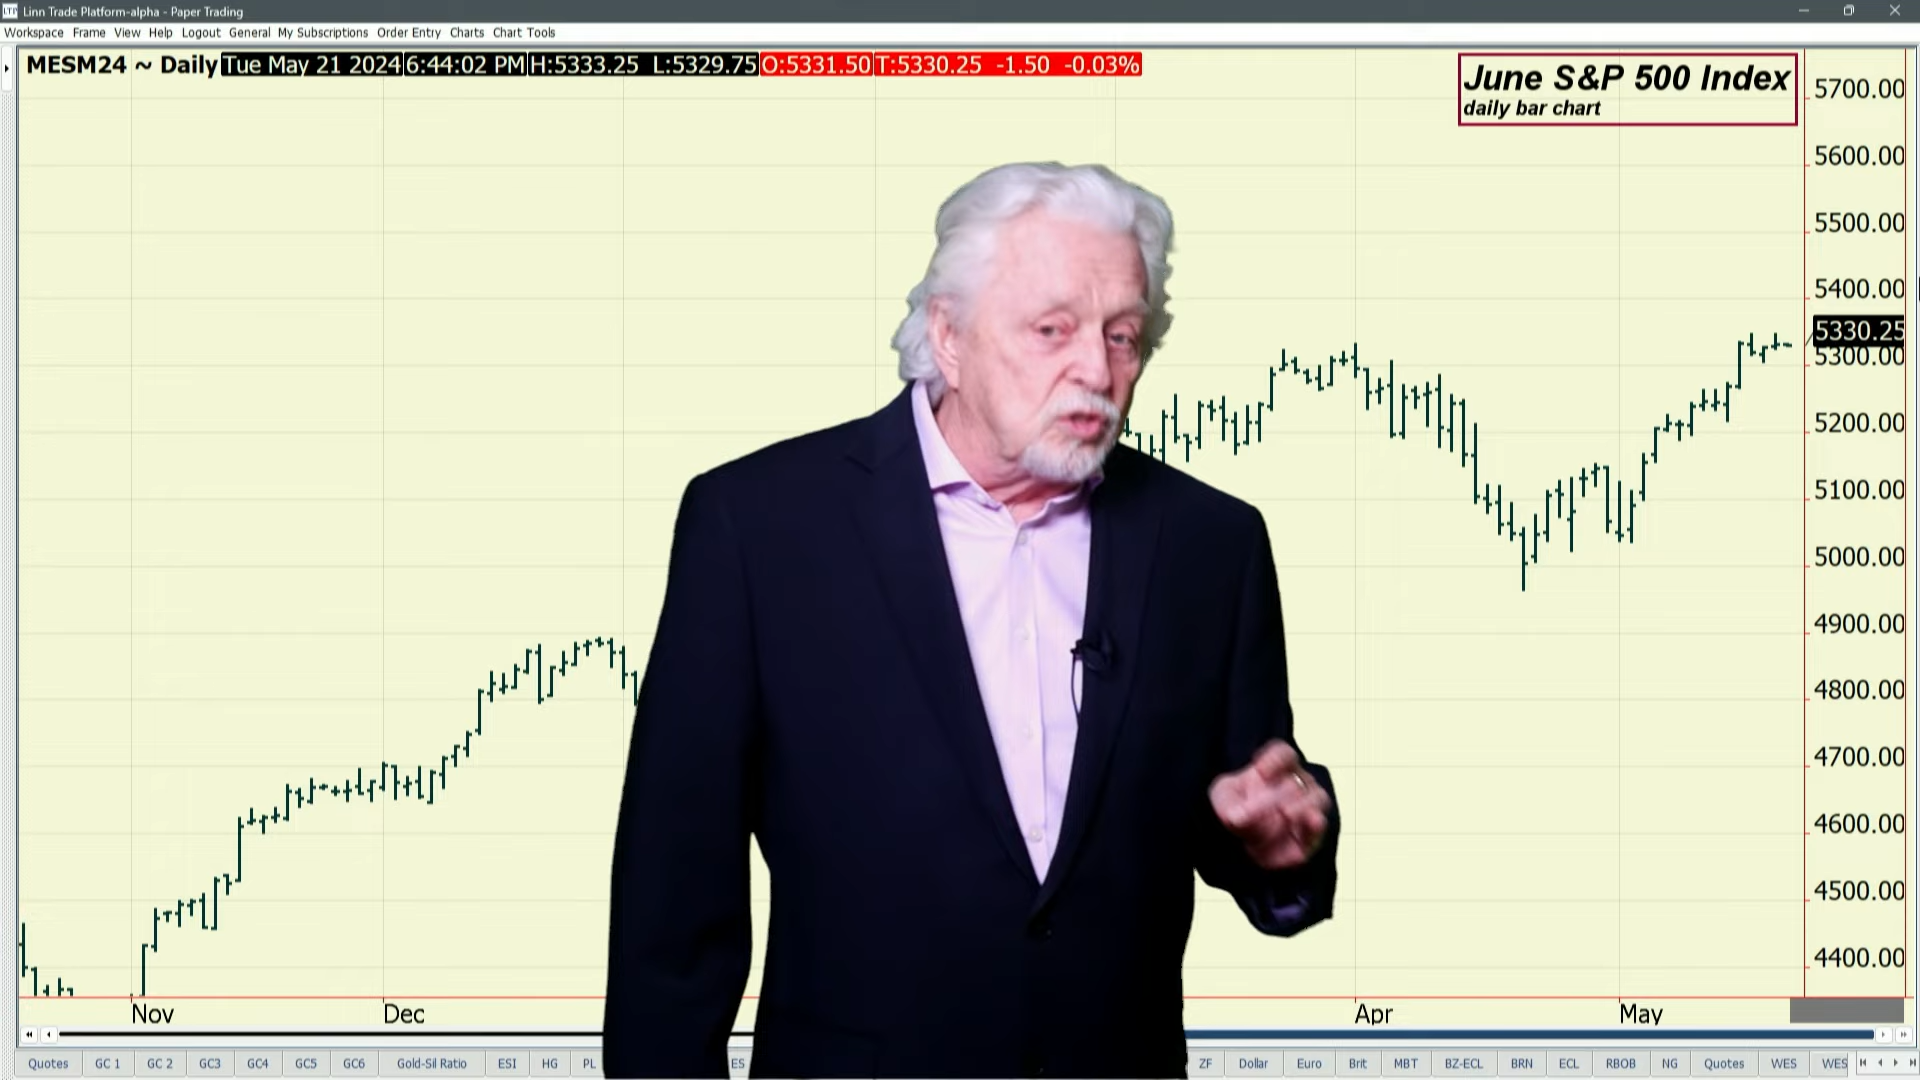 Linn Trade Platform-alpha - Paper Trading
Workspace Frame View Help Logout General My Subscriptions Order Entry Charts Chart Tools
MESM24 ~ Daily Tue May 21 2024 6:44:02 PM H:5333.25 L:5329.75 O:5331.50 T:5330.25 -1.50 -0.03%
June S&P 500 Index
daily bar chart
5700.00
5600.00
5500.00
5400.00
5330.25
5300.00
5200.00
5100.00
5000.00
4900.00
4800.00
4700.00
4600.00
4500.00
4400.00
Nov Dec Apr May
Quotes GC 1 GC 2 GC3 GC4 GC5 GC6 Gold-Sil Ratio ESI HG PL ES ZF Dollar Euro Brit MBT BZ-ECL BRN ECL RBOB NG Quotes WES WES